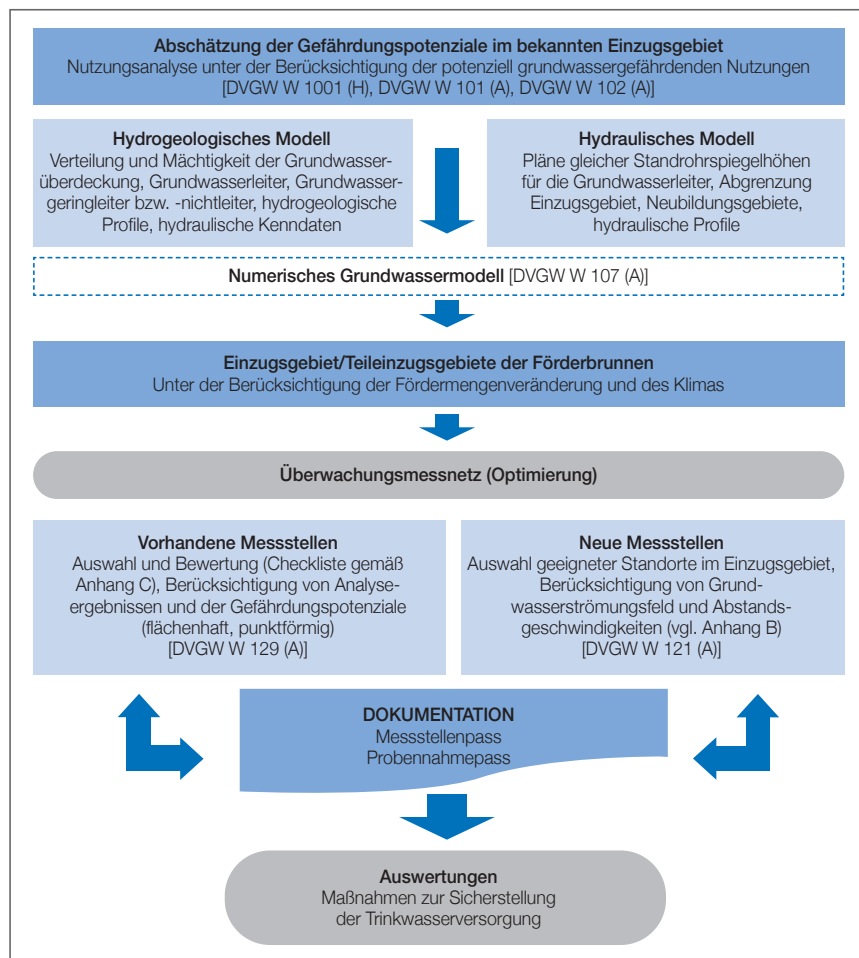 Abschätzung der Gefährdungspotenziale im bekannten Einzugsgebiet
Nutzungsanalyse unter der Berücksichtigung der potenziell grundwassergefährdenden Nutzungen
[DVGW W 1001 (H), DVGW W 101 (A), DVGW W 102 (A)]
Hydrogeologisches Modell
Verteilung und Mächtigkeit der Grundwasser-
überdeckung, Grundwasserleiter, Grundwasser-
geringleiter bzw. -nichtleiter, hydrogeologische
Profile, hydraulische Kenndaten
Hydraulisches Modell
Pläne gleicher Standrohrspiegelhöhen
für die Grundwasserleiter, Abgrenzung
Einzugsgebiet, Neubildungsgebiete,
hydraulische Profile
Numerisches Grundwassermodell [DVGW W 107 (A)]
Einzugsgebiet/Teileinzugsgebiete der Förderbrunnen
Unter der Berücksichtigung der Fördermengenveränderung und des Klimas
Überwachungsmessnetz (Optimierung)
Vorhandene Messstellen
Auswahl und Bewertung (Checkliste gemäß
Anhang C), Berücksichtigung von Analyse-
ergebnissen und der Gefährdungspotenziale
(flächenhaft, punktförmig)
[DVGW W 129 (A)]
Neue Messstellen
Auswahl geeigneter Standorte im Einzugsgebiet,
Berücksichtigung von Grund-
wasserströmungsfeld und Abstands-
geschwindigkeiten (vgl. Anhang B)
[DVGW W 121 (A)]
DOKUMENTATION
Messstellenpass
Probennahmepass
Auswertungen
Maßnahmen zur Sicherstellung
der Trinkwasserversorgung